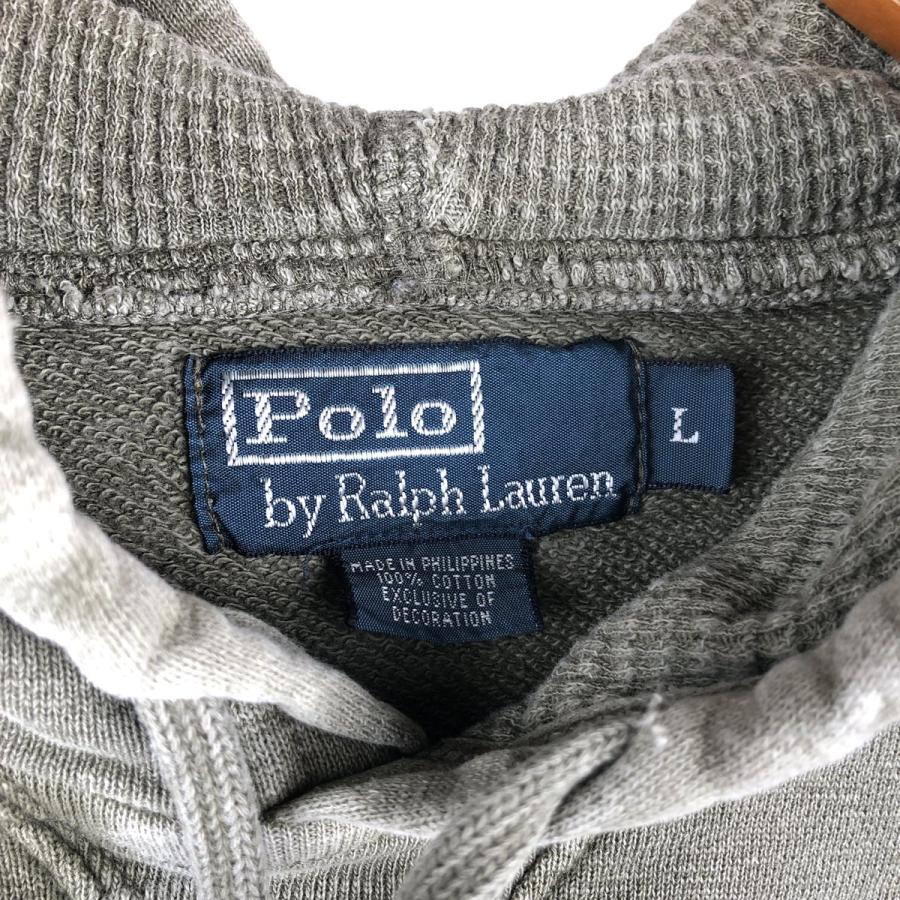 Polo
by Ralph Lauren
L
MADE IN PHILIPPINES
100% COTTON
EXCLUSIVE OF
DECORATION